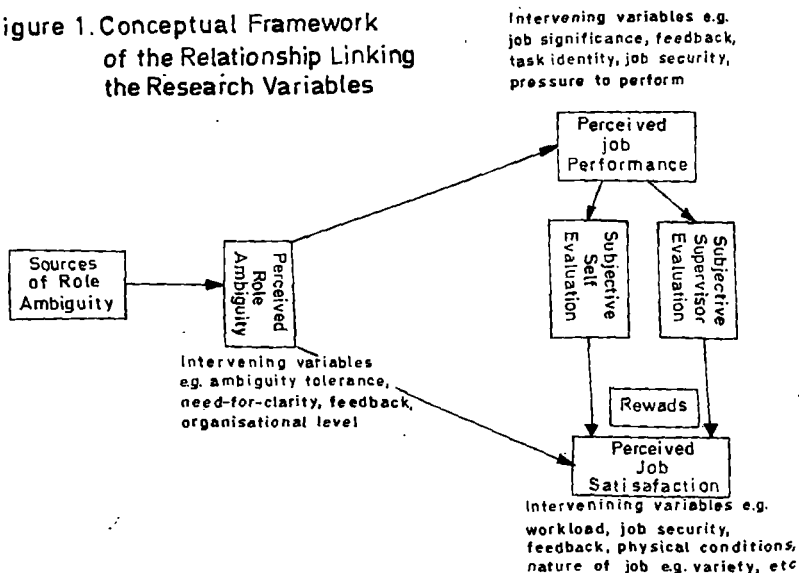 igure 1. Conceptual Framework
of the Relationship Linking
the Research Variables
Intervening variables e.g.
job significance, feedback,
task identity, job security,
pressure to perform
Perceived
job
Performance
Sources
of Role
Ambiguity
Perceived
Role
Ambiguity
Subjective
Self
Evaluation
Subjective
Supervisor
Evaluation
Intervening variables
e.g. ambiguity tolerance,
need-for-clarity, feedback,
organisational level
Rewads
Perceived
Job
Satisafaction
Intervenining variables e.g.
workload, job security,
feedback, physical conditions,
nature of job e.g. variety, etc